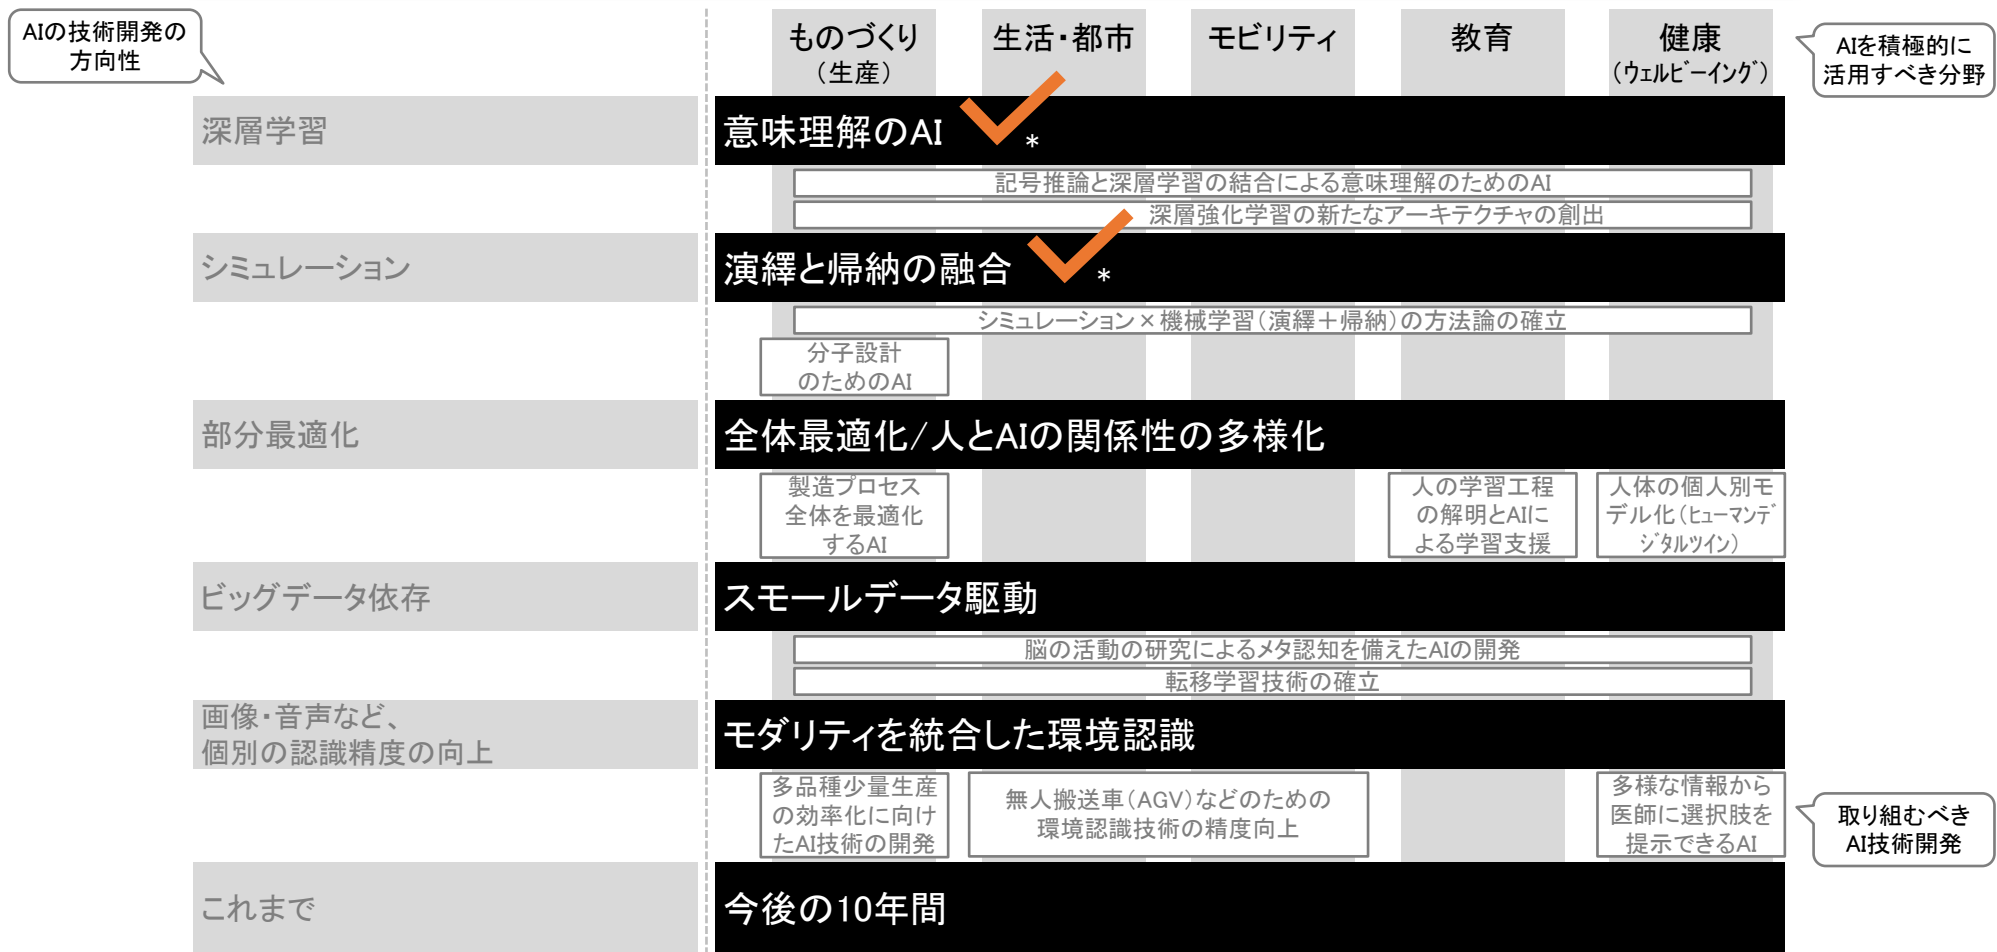 AIの技術開発の
方向性
ものづくり
(生産)
生活・都市
モビリティ
教育
健康
(ｳｪﾙﾋﾞｰｲﾝｸﾞ)
AIを積極的に
活用すべき分野
深層学習
意味理解のAI
*
記号推論と深層学習の結合による意味理解のためのAI
深層強化学習の新たなアーキテクチャの創出
シミュレーション
演繹と帰納の融合
*
シミュレーション×機械学習(演繹+帰納)の方法論の確立
分子設計
のためのAI
部分最適化
全体最適化/人とAIの関係性の多様化
製造プロセス
全体を最適化
するAI
人の学習工程
の解明とAIに
よる学習支援
人体の個人別モ
デル化(ﾋｭｰﾏﾝﾃﾞ
ｼﾞﾀﾙﾂｲﾝ)
ビッグデータ依存
スモールデータ駆動
脳の活動の研究によるメタ認知を備えたAIの開発
転移学習技術の確立
画像・音声など、
個別の認識精度の向上
モダリティを統合した環境認識
多品種少量生産
の効率化に向け
たAI技術の開発
無人搬送車(AGV)などのための
環境認識技術の精度向上
多様な情報から
医師に選択肢を
提示できるAI
取り組むべき
AI技術開発
これまで
今後の10年間